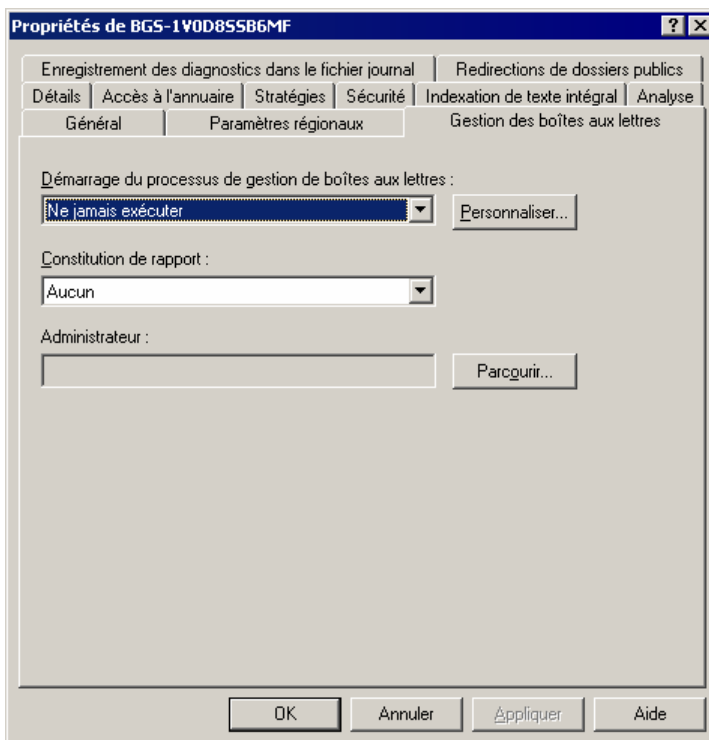 Propriétés de BGS-1V0D8SSB6MF
Enregistrement des diagnostics dans le fichier journal Redirections de dossiers publics
Détails Accès à l'annuaire Stratégies Sécurité Indexation de texte intégral Analyse
Général Paramètres régionaux Gestion des boîtes aux lettres
Démarrage du processus de gestion de boîtes aux lettres :
Ne jamais exécuter Personnaliser...
Constitution de rapport :
Aucun
Administrateur :
Parcourir...
OK Annuler Appliquer Aide